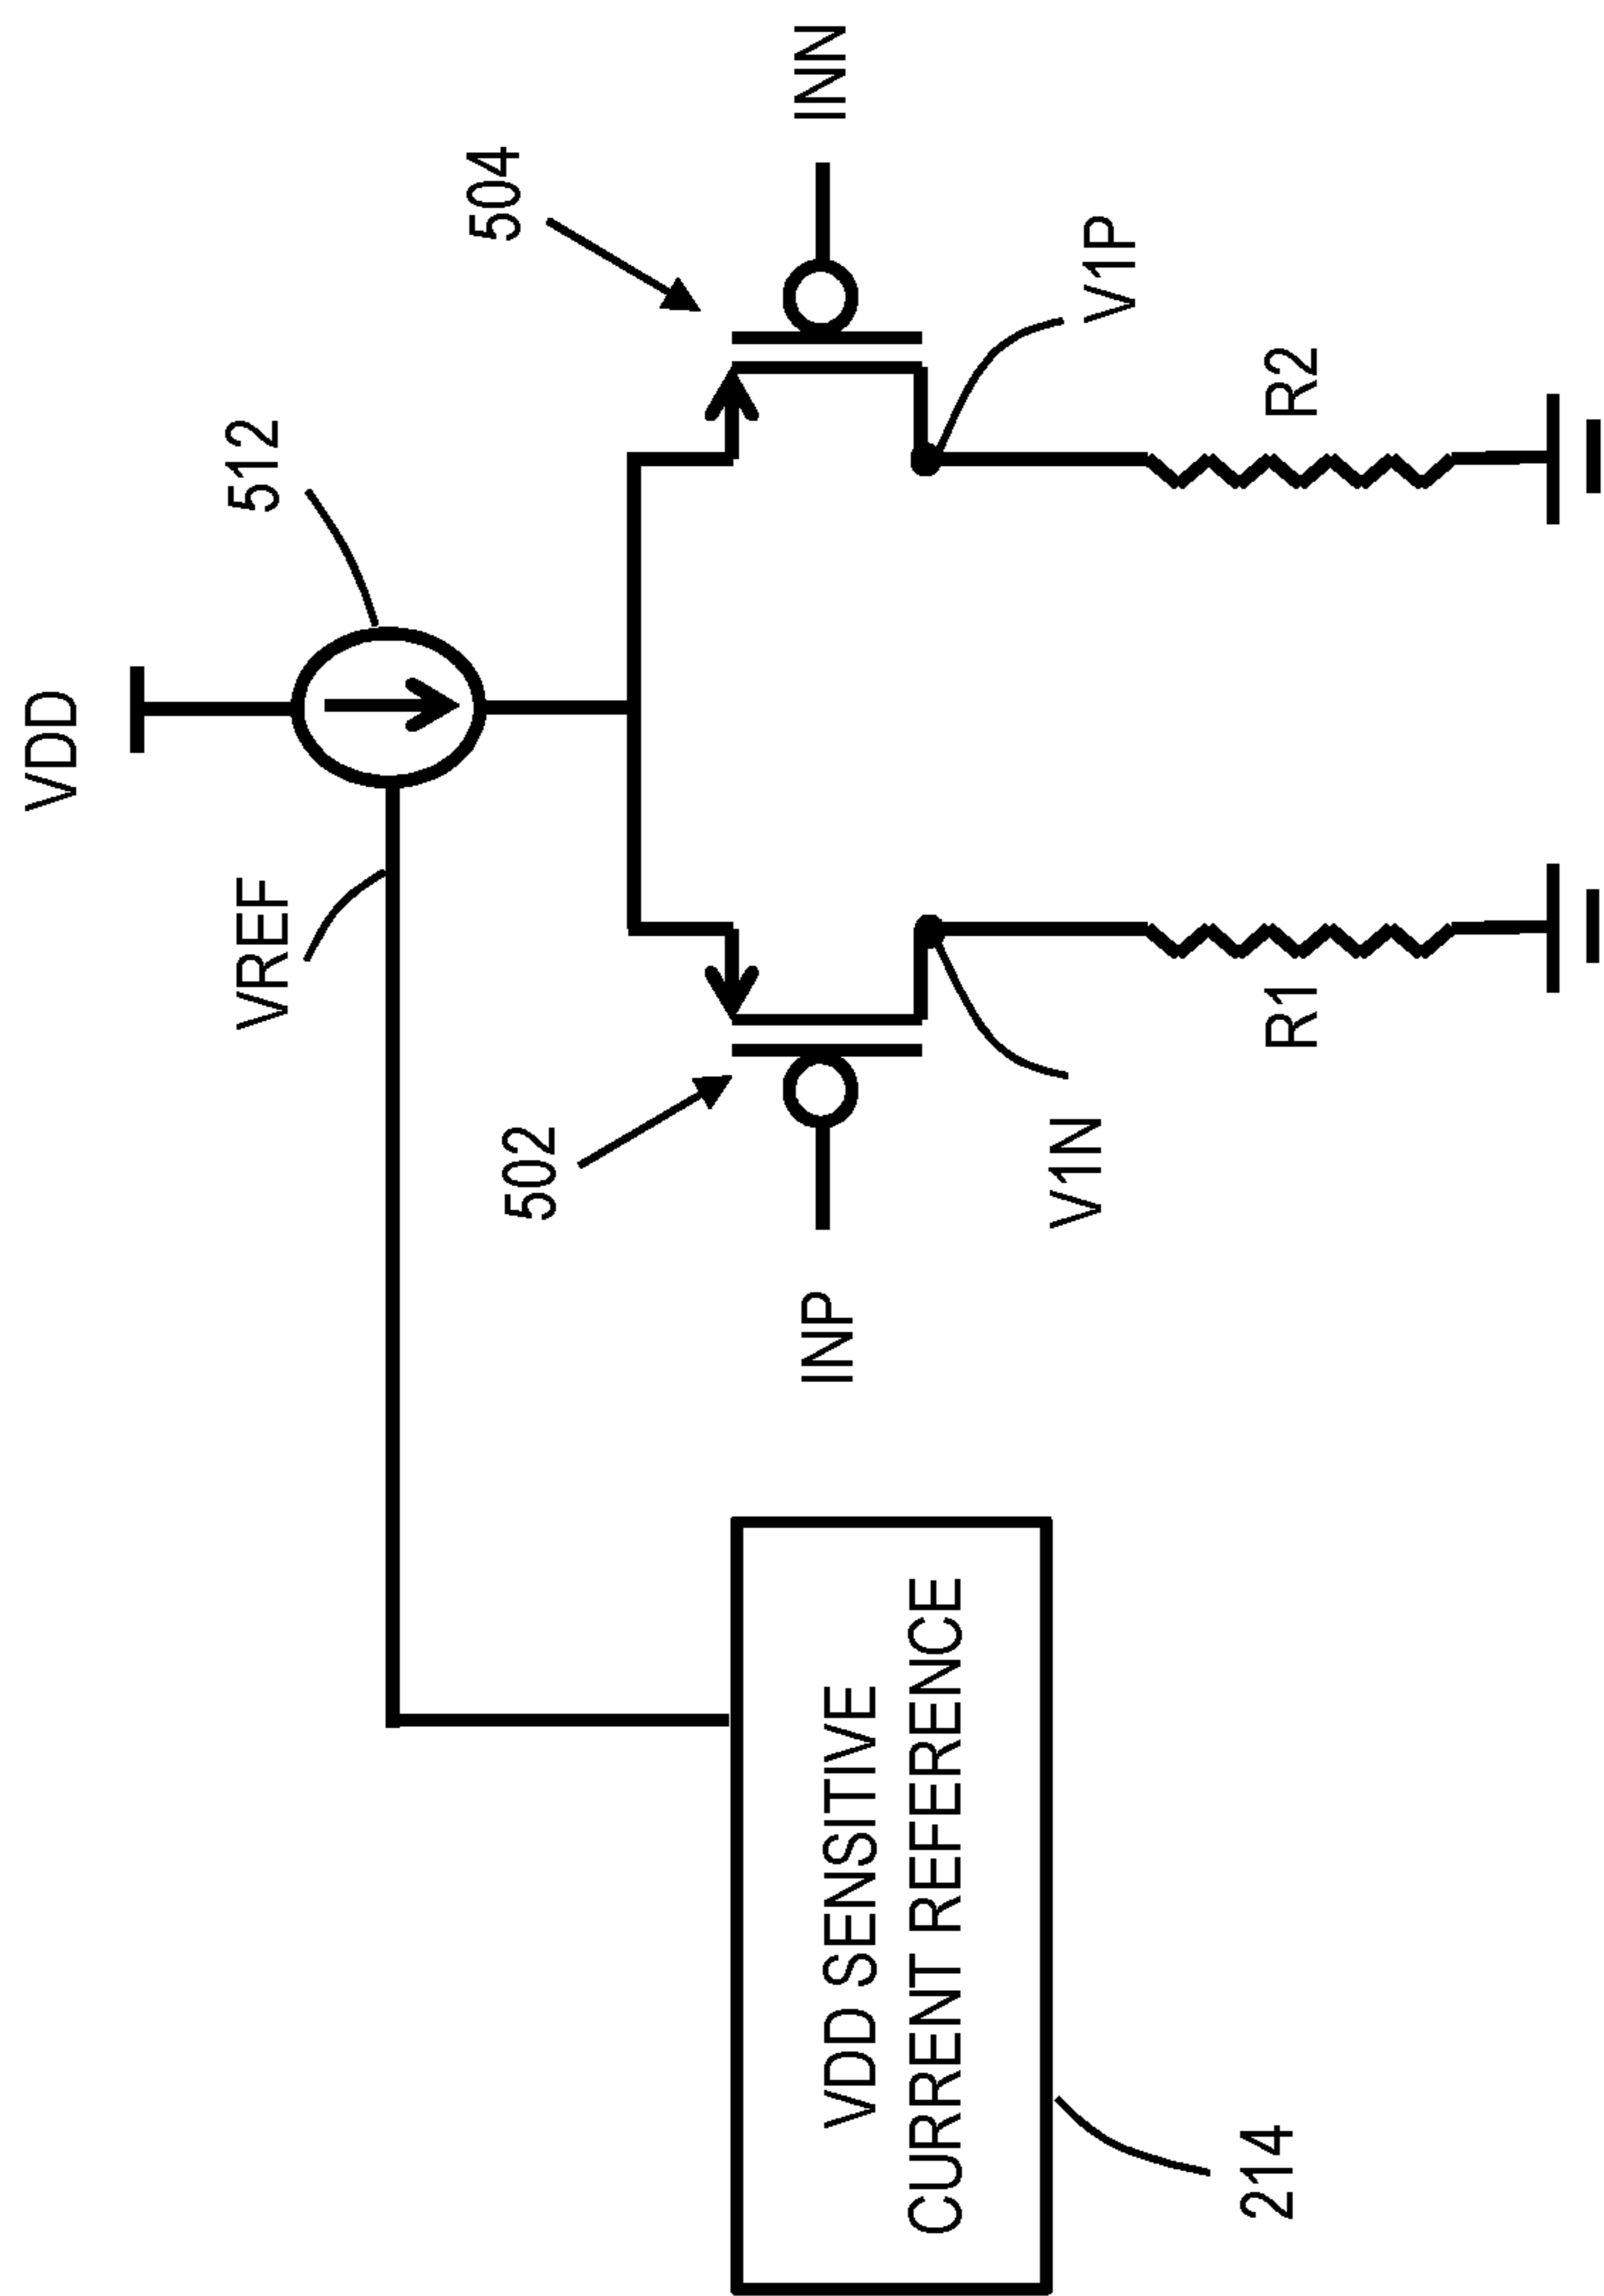 VDD
512
VREF
504
502
INP
INN
V1N
V1P
VDD SENSITIVE
CURRENT REFERENCE
214
R1
R2